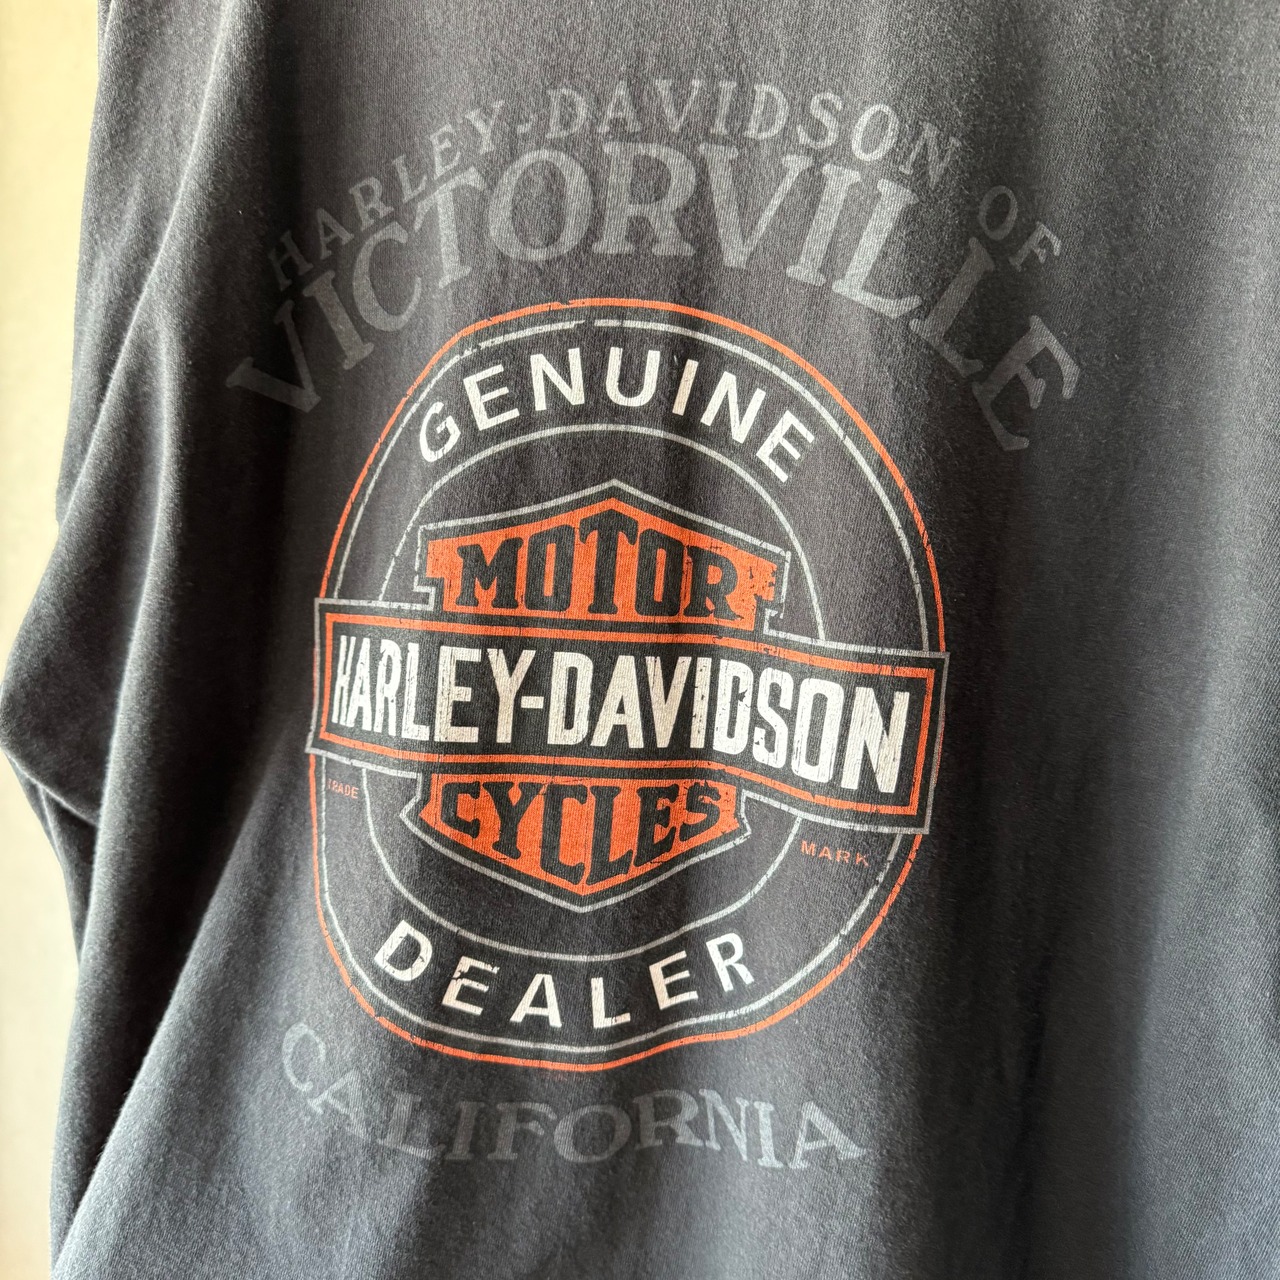 HARLEY-DAVIDSON OF
VICTORVILLE
GENUINE
MOTOR
HARLEY-DAVIDSON
CYCLES
TRADE
MARK
DEALER
CALIFORNIA